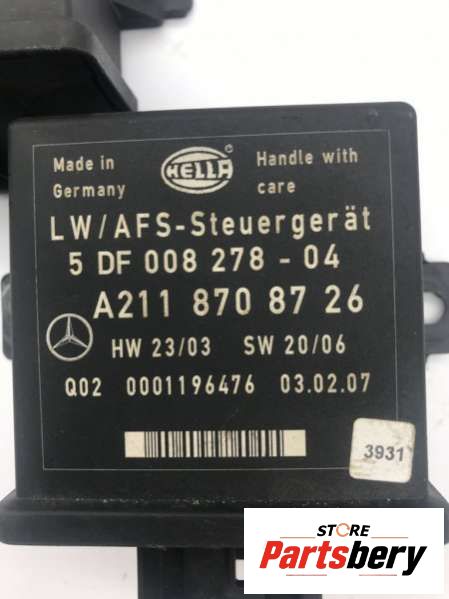 Made in
Germany
HELLA
Handle with
care
LW/AFS-Steuergerät
5 DF 008 278 - 04
A211 870 87 26
HW 23/03 SW 20/06
Q02 0001196476 03.02.07
3931
STORE
Partsbery